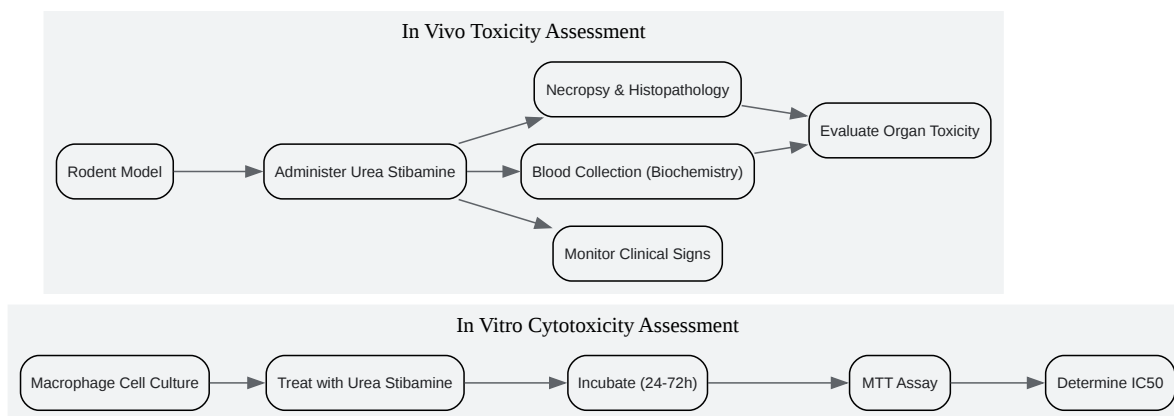 In Vivo Toxicity Assessment
Necropsy & Histopathology
Evaluate Organ Toxicity
Rodent Model
Administer Urea Stibamine
Blood Collection (Biochemistry)
Monitor Clinical Signs
In Vitro Cytotoxicity Assessment
Macrophage Cell Culture
Treat with Urea Stibamine
Incubate (24-72h)
MTT Assay
Determine IC50